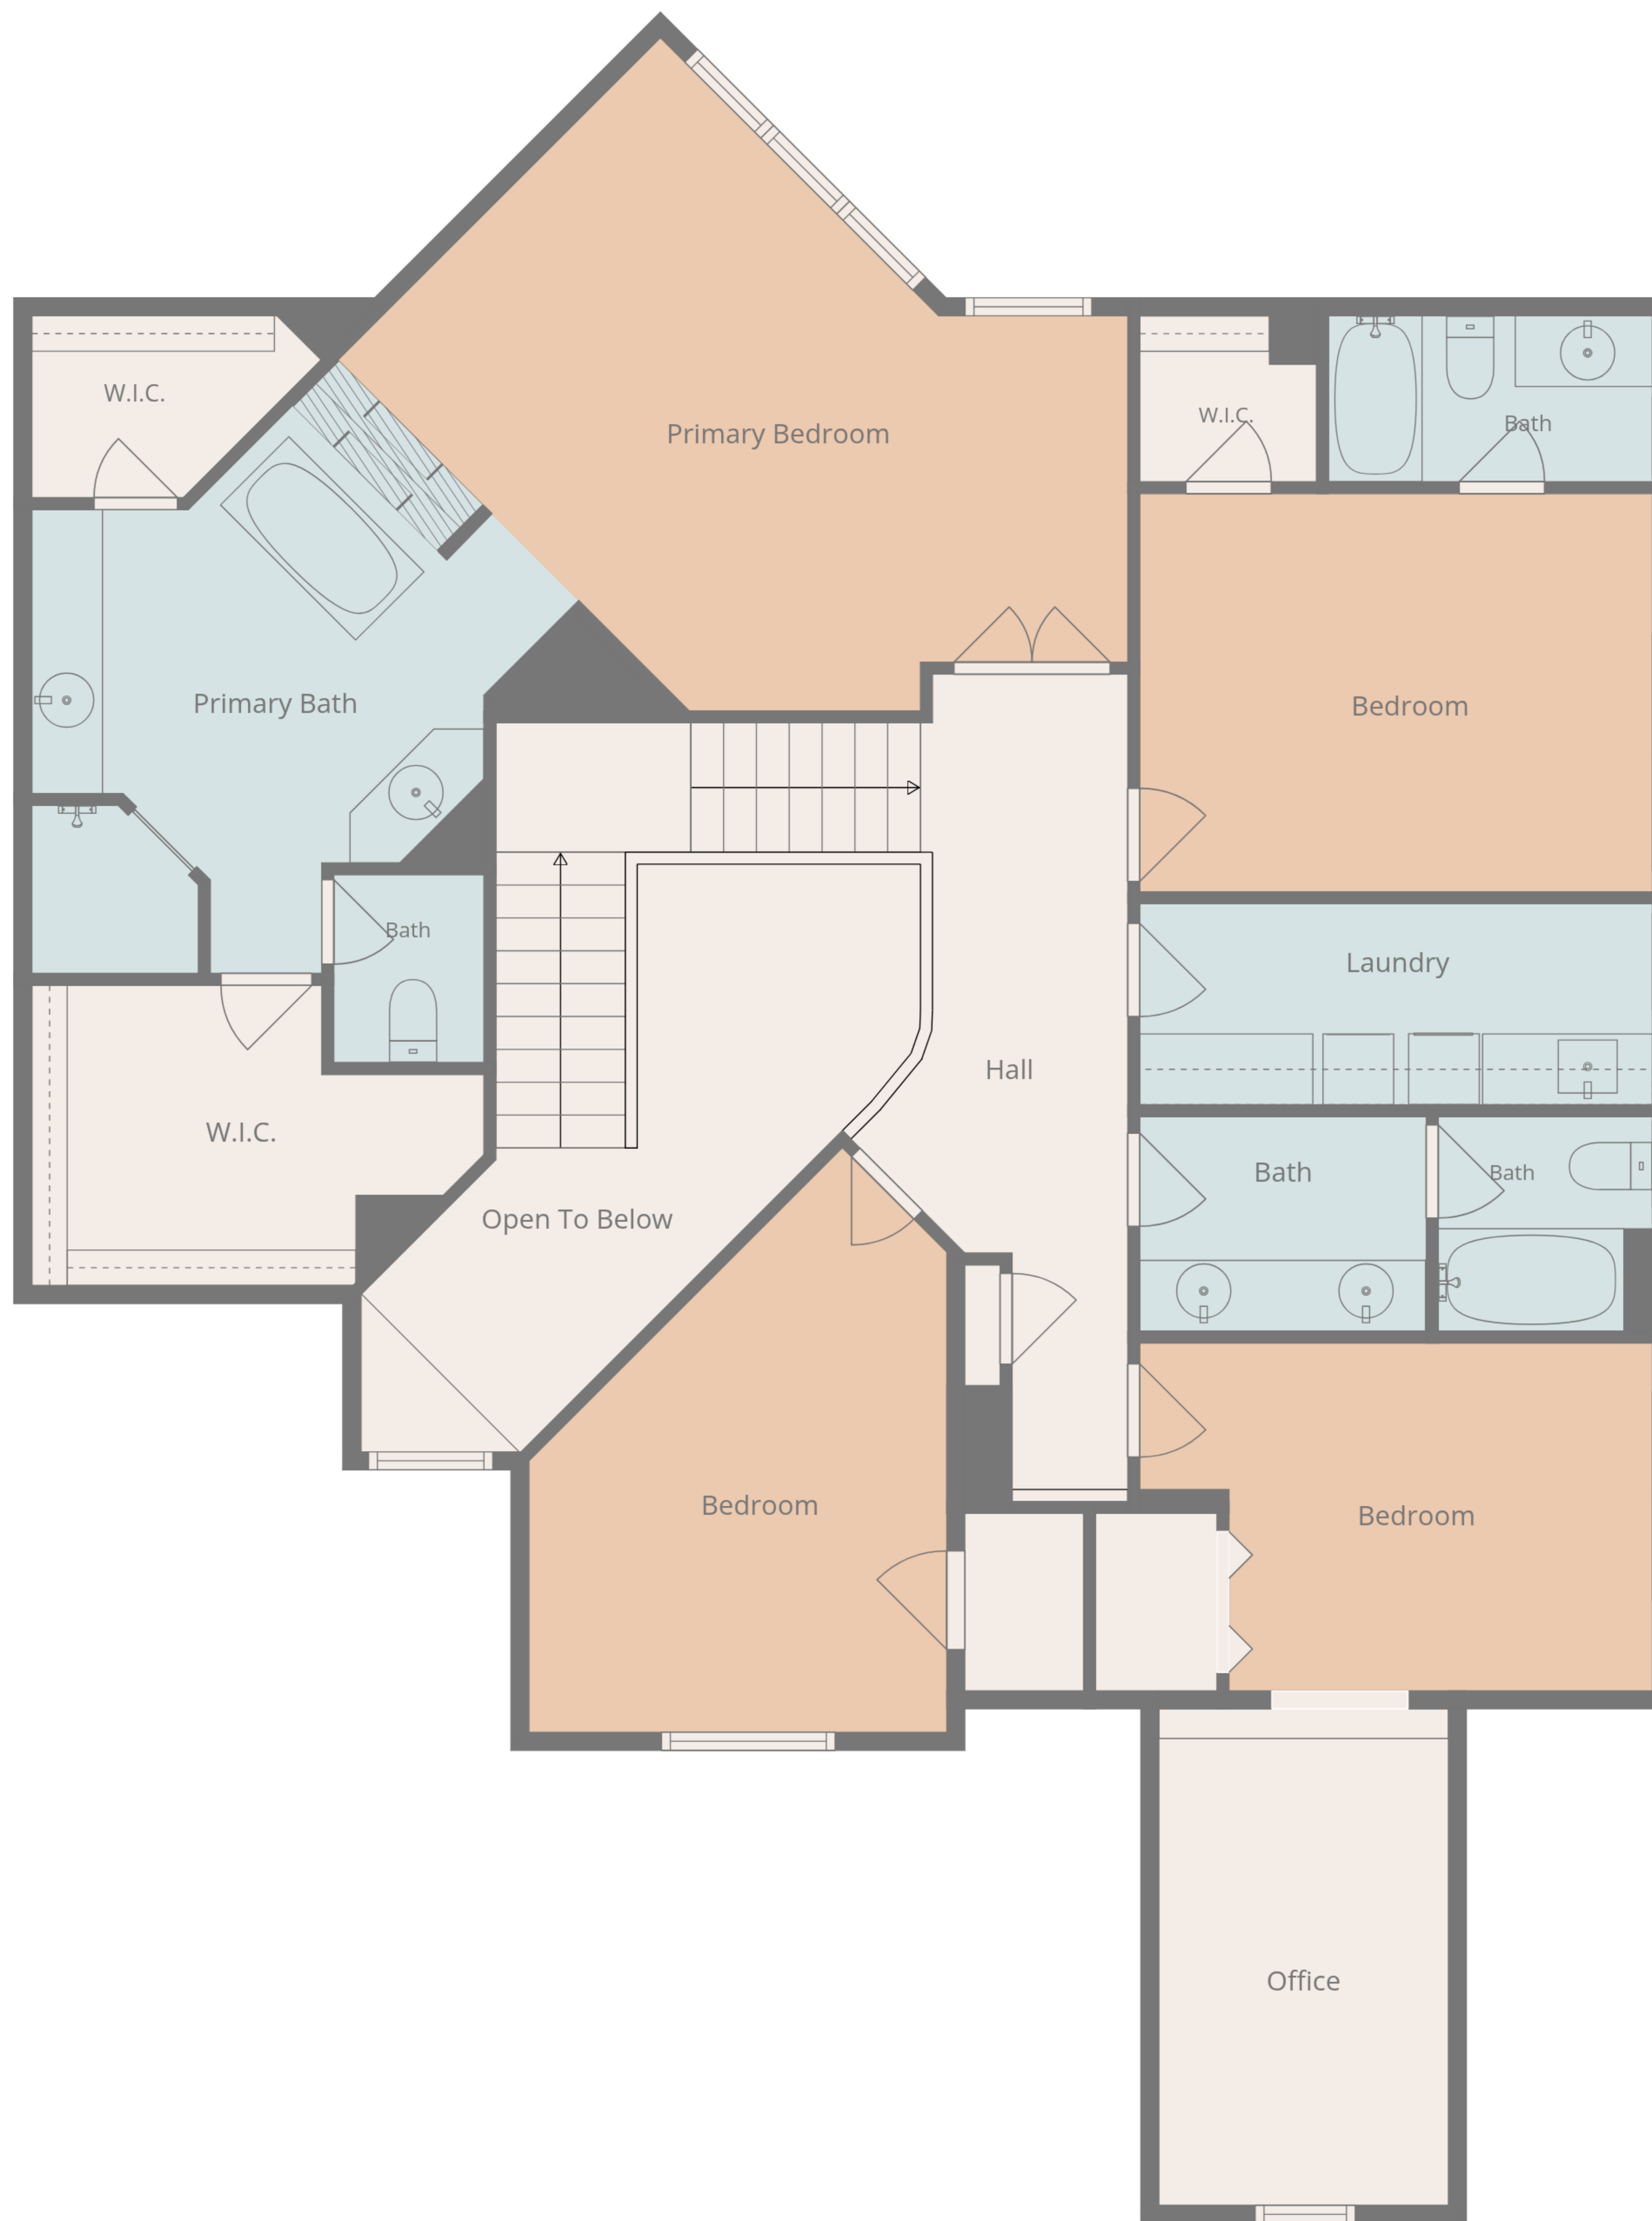 W.I.C.
Primary Bedroom
W.I.C.
Bath
Primary Bath
Bedroom
Bath
Laundry
Hall
W.I.C.
Bath
Bath
Open To Below
Bedroom
Bedroom
Office